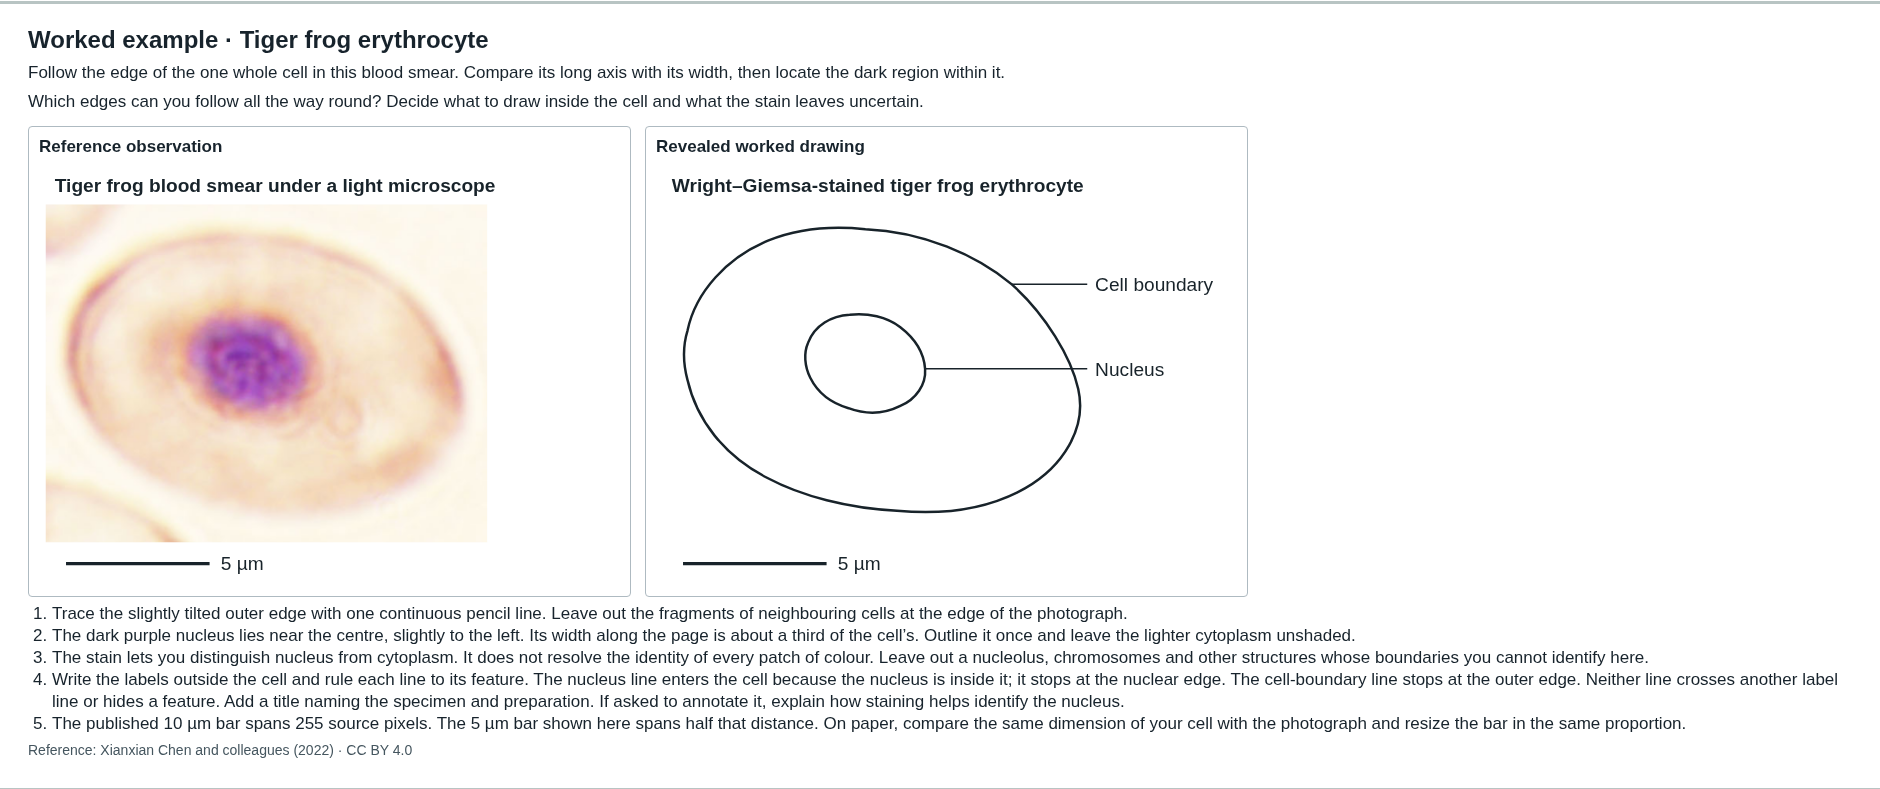 Worked example · Tiger frog erythrocyte
Follow the edge of the one whole cell in this blood smear. Compare its long axis with its width, then locate the dark region within it.
Which edges can you follow all the way round? Decide what to draw inside the cell and what the stain leaves uncertain.
Reference observation
Tiger frog blood smear under a light microscope
5 µm
Revealed worked drawing
Wright–Giemsa-stained tiger frog erythrocyte
Cell boundary
Nucleus
5 µm
1. Trace the slightly tilted outer edge with one continuous pencil line. Leave out the fragments of neighbouring cells at the edge of the photograph.
2. The dark purple nucleus lies near the centre, slightly to the left. Its width along the page is about a third of the cell’s. Outline it once and leave the lighter cytoplasm unshaded.
3. The stain lets you distinguish nucleus from cytoplasm. It does not resolve the identity of every patch of colour. Leave out a nucleolus, chromosomes and other structures whose boundaries you cannot identify here.
4. Write the labels outside the cell and rule each line to its feature. The nucleus line enters the cell because the nucleus is inside it; it stops at the nuclear edge. The cell-boundary line stops at the outer edge. Neither line crosses another label
line or hides a feature. Add a title naming the specimen and preparation. If asked to annotate it, explain how staining helps identify the nucleus.
5. The published 10 µm bar spans 255 source pixels. The 5 µm bar shown here spans half that distance. On paper, compare the same dimension of your cell with the photograph and resize the bar in the same proportion.
Reference: Xianxian Chen and colleagues (2022) · CC BY 4.0